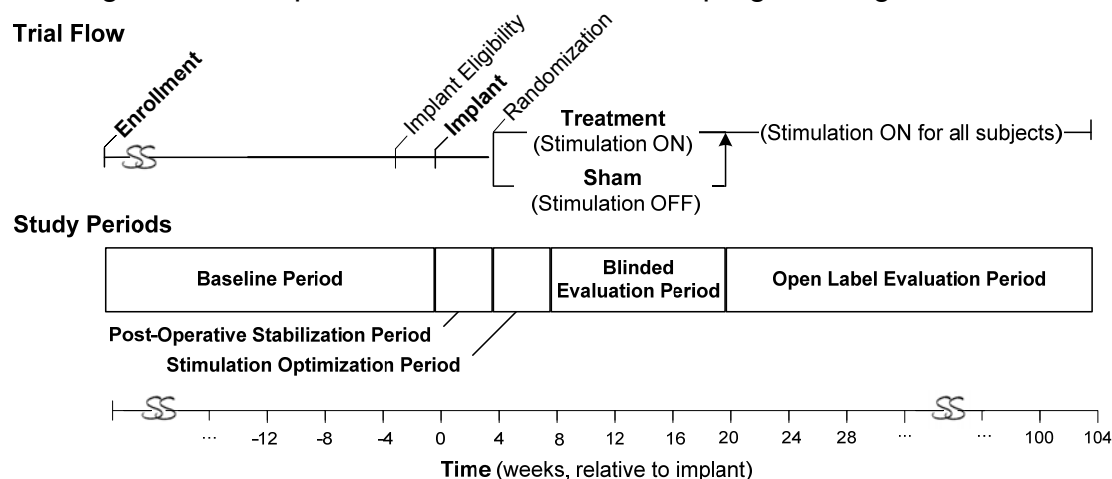 Trial Flow
Enrollment
Implant Eligibility
Implant
Randomization
Treatment
(Stimulation ON)
Sham
(Stimulation OFF)
(Stimulation ON for all subjects)
Study Periods
Baseline Period
Blinded
Evaluation Period
Open Label Evaluation Period
Post-Operative Stabilization Period
Stimulation Optimization Period
... -12 -8 -4 0 4 8 12 16 20 24 28 ... ... 100 104
Time (weeks, relative to implant)